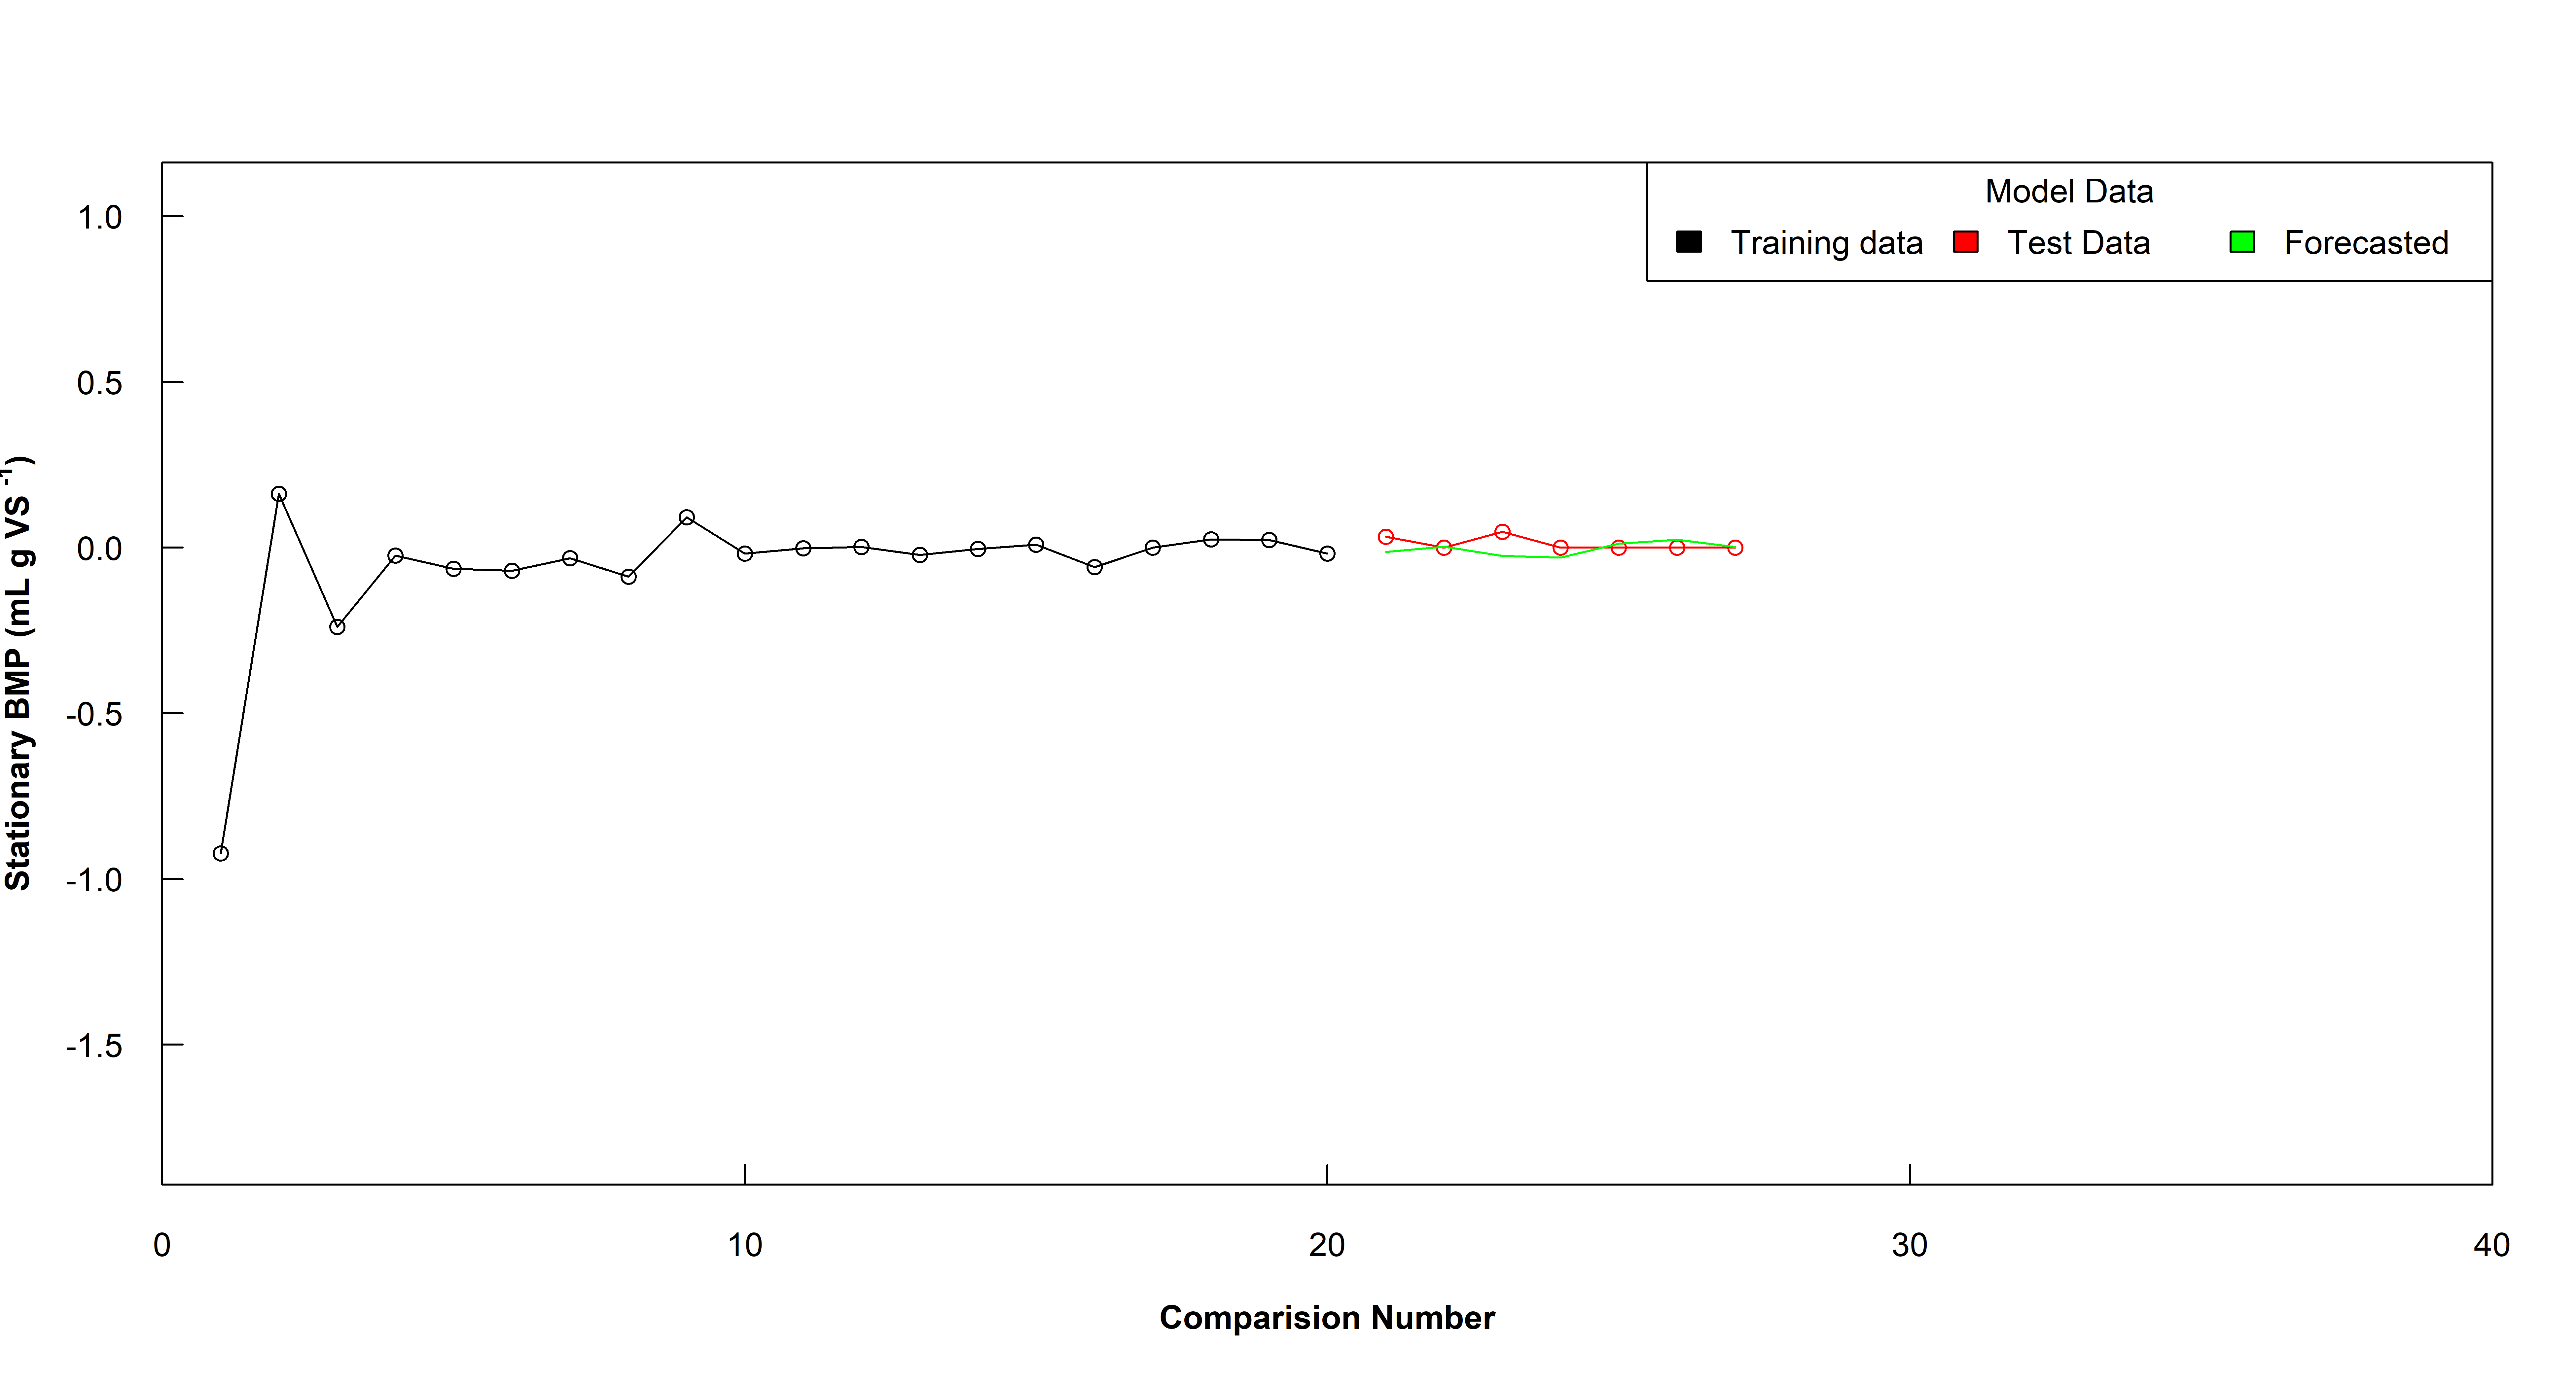 Model Data
Training data Test Data Forecasted
1.0
0.5
0.0
-0.5
-1.0
-1.5
Stationary BMP (mL g VS -1)
0 10 20 30 40
Comparision Number